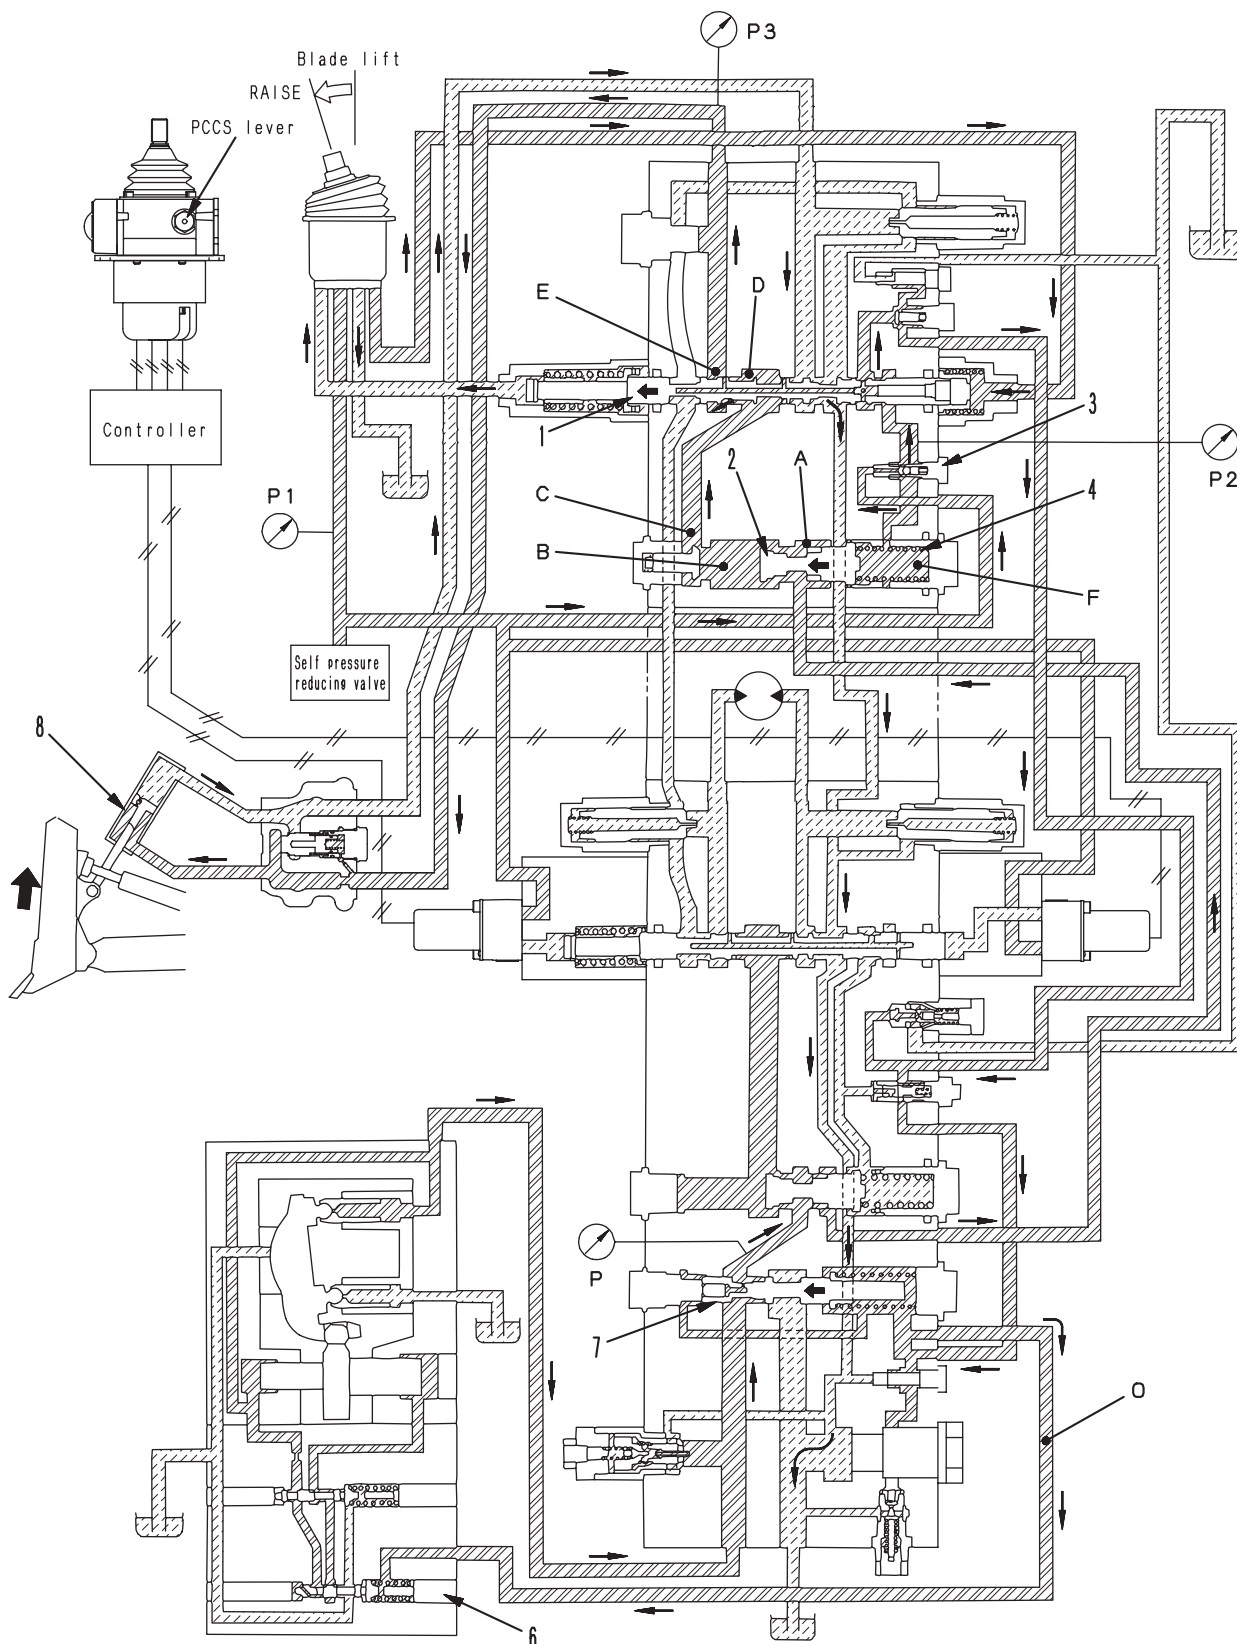 P3
Blade lift
RAISE
PCCS lever
E
D
3
1
Controller
2
A
P2
P1
C
4
B
F
Self pressure
reducing valve
8
P
7
O
6